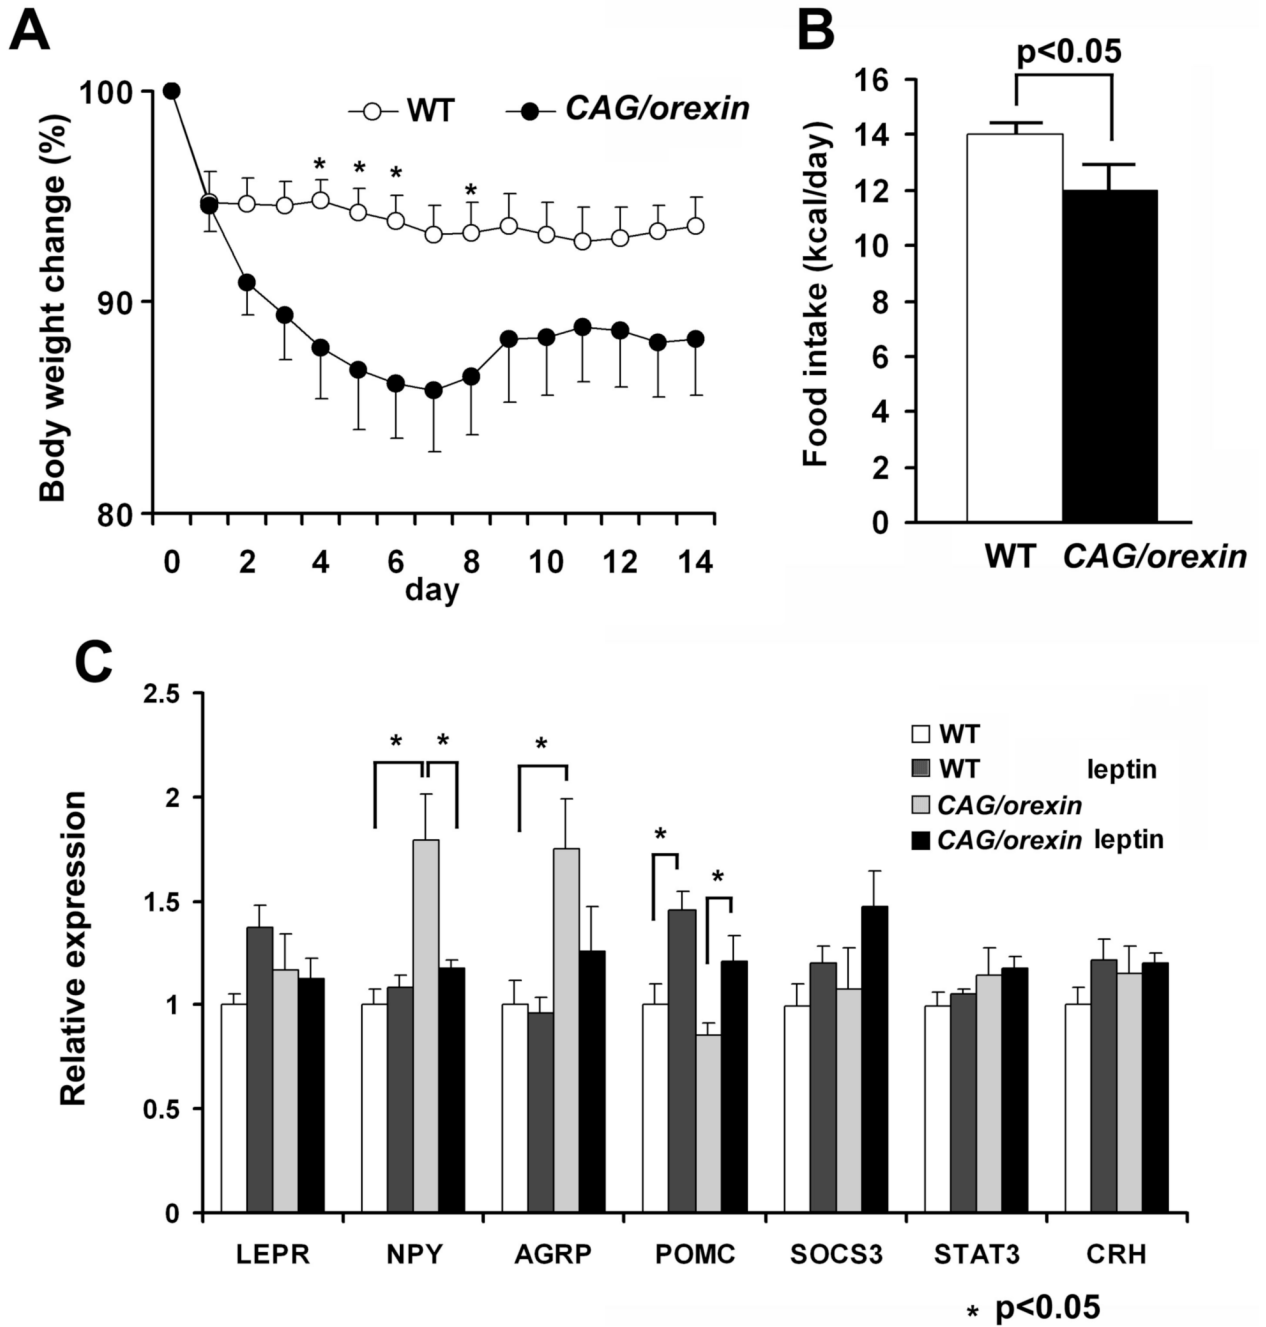 A
100
90
80
Body weight change (%)
WT
CAG/orexin
* * * *
0 2 4 6 8 10 12 14
day
B
p<0.05
16
14
12
10
8
6
4
2
0
Food intake (kcal/day)
WT CAG/orexin
C
2.5
2
1.5
1
0.5
0
Relative expression
* * * * *
WT
WT leptin
CAG/orexin
CAG/orexin leptin
LEPR NPY AGRP POMC SOCS3 STAT3 CRH
* p<0.05